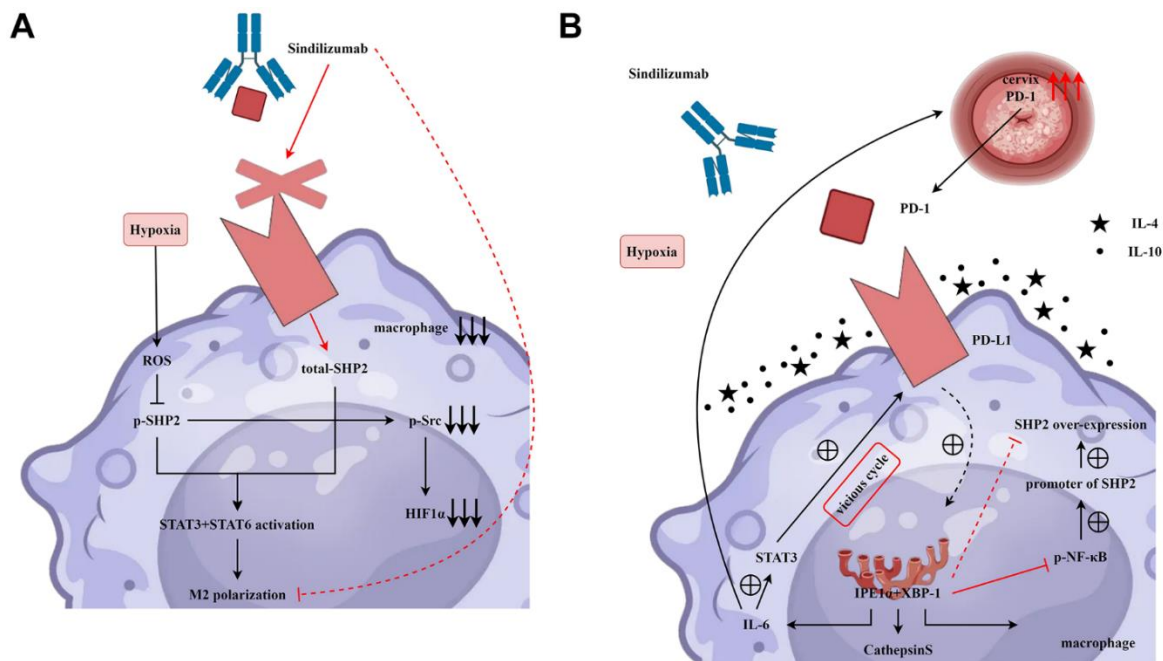 A
Sindilizumab
Hypoxia
macrophage
ROS
total-SHP2
p-SHP2
p-Src
HIF1α
STAT3+STAT6 activation
M2 polarization
B
Sindilizumab
cervix
PD-1
PD-1
Hypoxia
IL-4
IL-10
PD-L1
SHP2 over-expression
vicious cycle
promoter of SHP2
STAT3
p-NF-κB
IPE1α+XBP-1
IL-6
CathepsinS
macrophage